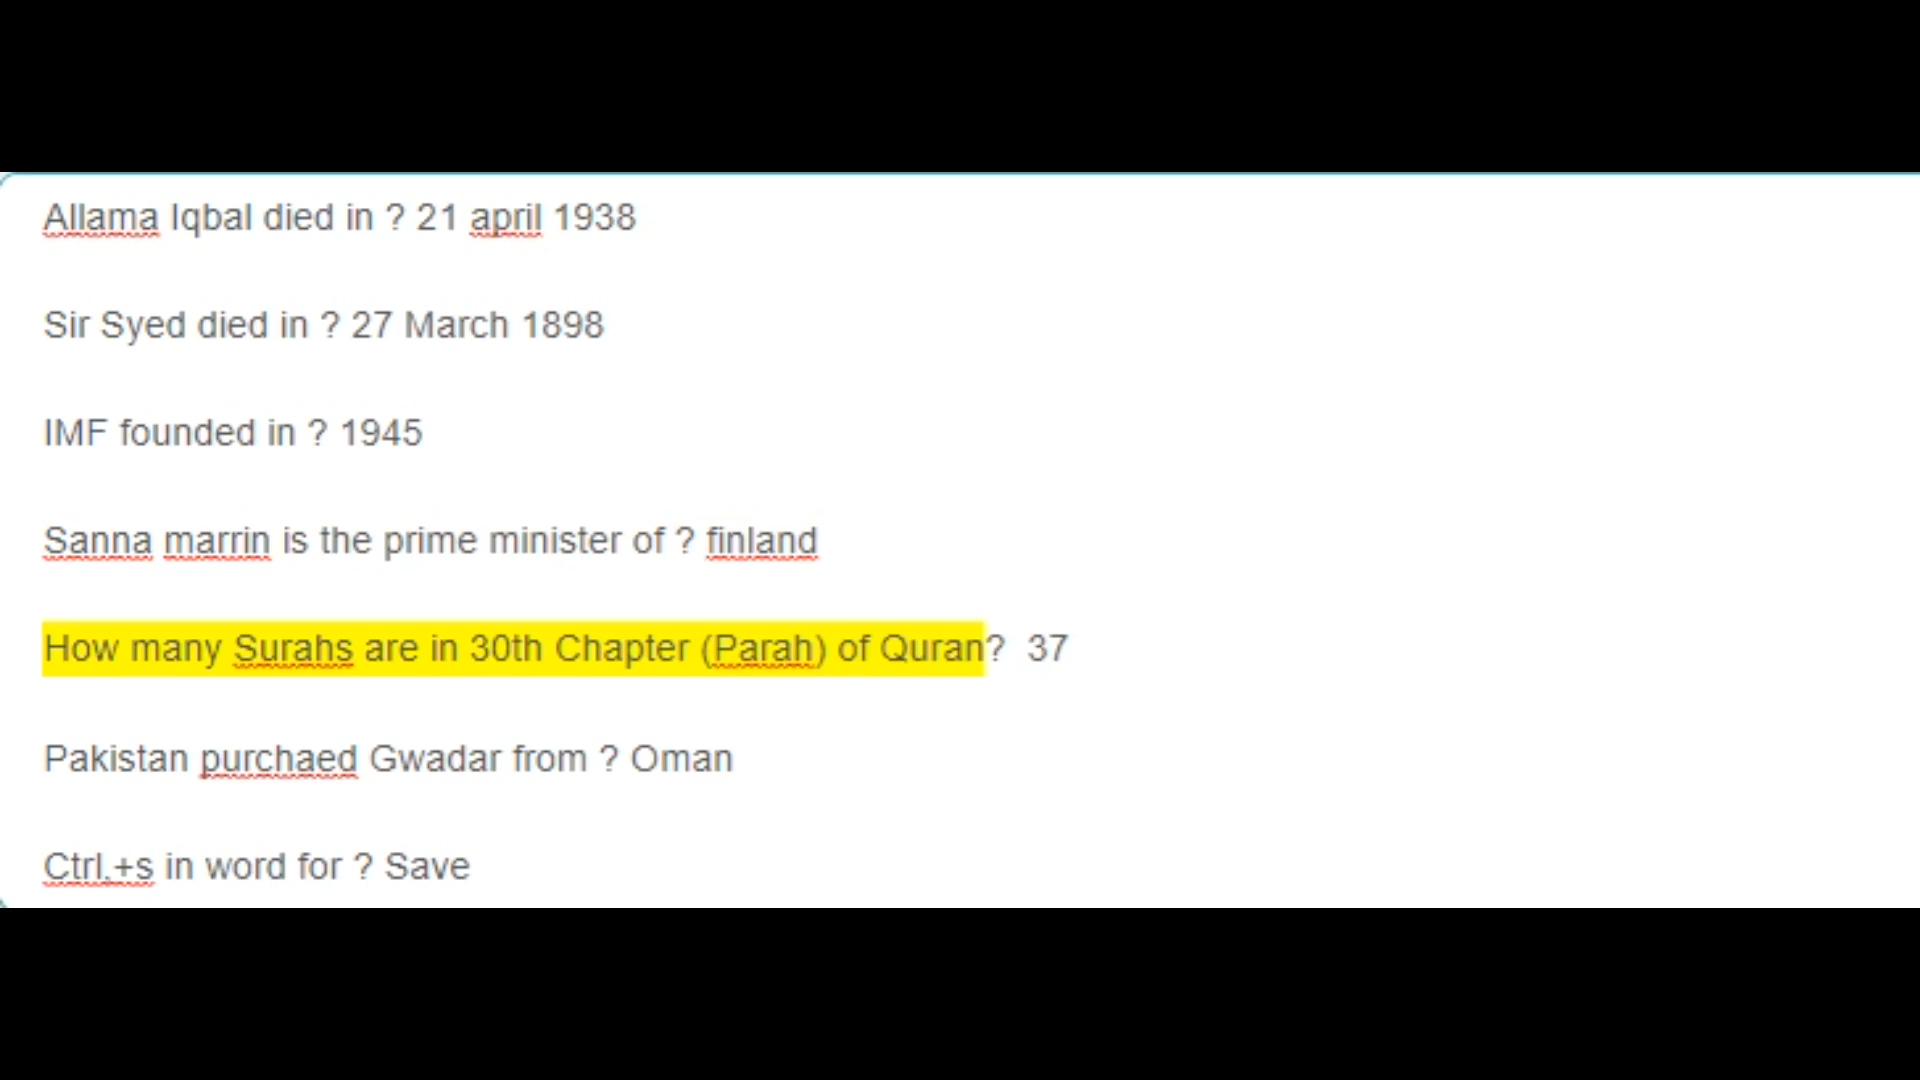 Allama Iqbal died in ? 21 april 1938
Sir Syed died in ? 27 March 1898
IMF founded in ? 1945
Sanna marrin is the prime minister of ? finland
How many Surahs are in 30th Chapter (Parah) of Quran?  37
Pakistan purchaed Gwadar from ? Oman
Ctrl.+s in word for ? Save